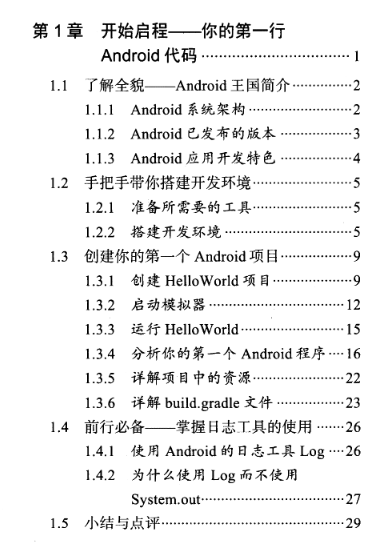 第1章 开始启程——你的第一行
Android 代码 ································ 1
1.1 了解全貌——Android 王国简介 ············· 2
1.1.1 Android 系统架构 ······················ 2
1.1.2 Android 已发布的版本 ················ 3
1.1.3 Android 应用开发特色 ················ 4
1.2 手把手带你搭建开发环境 ····················· 5
1.2.1 准备所需要的工具 ····················· 5
1.2.2 搭建开发环境 ··························· 5
1.3 创建你的第一个 Android 项目 ················ 9
1.3.1 创建 HelloWorld 项目 ················· 9
1.3.2 启动模拟器 ····························· 12
1.3.3 运行 HelloWorld ······················· 15
1.3.4 分析你的第一个 Android 程序 ···· 16
1.3.5 详解项目中的资源 ···················· 22
1.3.6 详解 build.gradle 文件 ··············· 23
1.4 前行必备——掌握日志工具的使用 ······· 26
1.4.1 使用 Android 的日志工具 Log ···· 26
1.4.2 为什么使用 Log 而不使用
System.out ······························· 27
1.5 小结与点评 ········································ 29